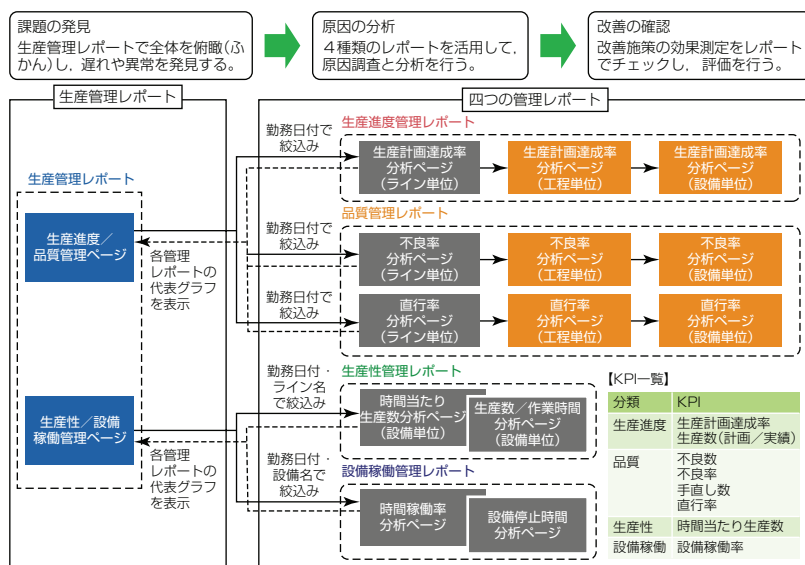 課題の発見
生産管理レポートで全体を俯瞰(ふ
かん)し，遅れや異常を発見する。
原因の分析
４種類のレポートを活用して，
原因調査と分析を行う。
改善の確認
改善施策の効果測定をレポート
でチェックし，評価を行う。
生産管理レポート
四つの管理レポート
生産管理レポート
生産進度／
品質管理ページ
各管理
レポートの
代表グラフ
を表示
生産性／設備
稼働管理ページ
各管理
レポートの
代表グラフ
を表示
勤務日付で
絞込み
生産進度管理レポート
生産計画達成率
分析ページ
(ライン単位)
生産計画達成率
分析ページ
(工程単位)
生産計画達成率
分析ページ
(設備単位)
品質管理レポート
勤務日付で
絞込み
不良率
分析ページ
(ライン単位)
不良率
分析ページ
(工程単位)
不良率
分析ページ
(設備単位)
勤務日付で
絞込み
直行率
分析ページ
(ライン単位)
直行率
分析ページ
(工程単位)
直行率
分析ページ
(設備単位)
生産性管理レポート
勤務日付・
ライン名
で絞込み
時間当たり
生産数分析ページ
(設備単位)
生産数／作業時間
分析ページ
(設備単位)
設備稼働管理レポート
勤務日付・
設備名で
絞込み
時間稼働率
分析ページ
設備停止時間
分析ページ
【KPI一覧】
分類 KPI
生産進度 生産計画達成率
生産数(計画／実績)
品質 不良数
不良率
手直し数
直行率
生産性 時間当たり生産数
設備稼働 設備稼働率